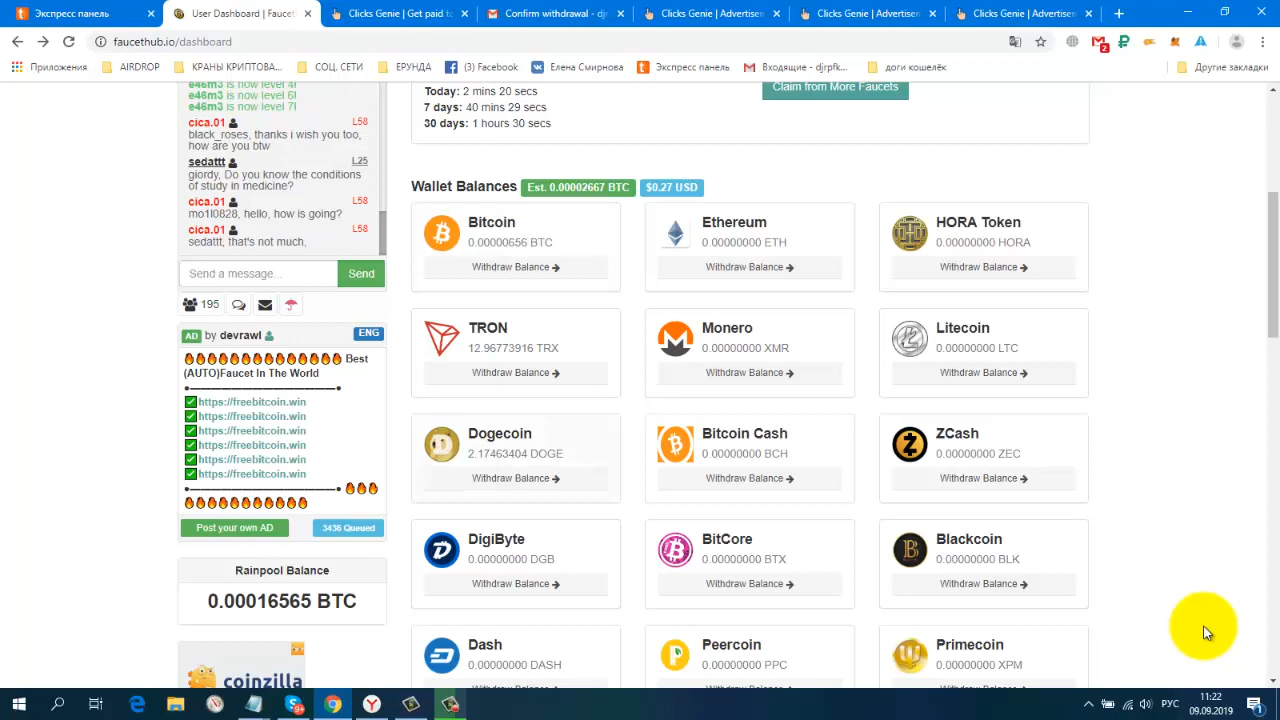 Экспресс панель
User Dashboard | Faucet
Clicks Genie | Get paid to
Confirm withdrawal - djr
Clicks Genie | Advertisem
Clicks Genie | Advertisem
Clicks Genie | Advertisem
faucethub.io/dashboard
2
Приложения
AIRDROP
КРАНЫ КРИПТОВА...
СОЦ. СЕТИ
ЕРУНДА
(3) Facebook
Елена Смирнова
Экспресс панель
Входящие - djrpfk...
доги кошелёк
Другие закладки
e46m3 is now level 4!
e46m3 is now level 6!
e46m3 is now level 7!
cica.01 L58
black_roses, thanks i wish you too,
how are you btw
sedattt L25
giordy, Do you know the conditions
of study in medicine?
cica.01 L58
mo1l0828, hello, how is going?
cica.01 L58
sedattt, that's not much,
Send a message...
Send
195
AD by devrawl ENG
Best
(AUTO)Faucet In The World
https://freebitcoin.win
https://freebitcoin.win
https://freebitcoin.win
https://freebitcoin.win
https://freebitcoin.win
https://freebitcoin.win
Post your own AD
3436 Queued
Rainpool Balance
0.00016565 BTC
coinzilla
Today: 2 mins 20 secs
7 days: 40 mins 29 secs
30 days: 1 hours 30 secs
Claim from More Faucets
Wallet Balances Est. 0.00002667 BTC $0.27 USD
Bitcoin
0.00000656 BTC
Withdraw Balance
Ethereum
0.00000000 ETH
Withdraw Balance
HORA Token
0.00000000 HORA
Withdraw Balance
TRON
12.96773916 TRX
Withdraw Balance
Monero
0.00000000 XMR
Withdraw Balance
Litecoin
0.00000000 LTC
Withdraw Balance
Dogecoin
2.17463404 DOGE
Withdraw Balance
Bitcoin Cash
0.00000000 BCH
Withdraw Balance
ZCash
0.00000000 ZEC
Withdraw Balance
DigiByte
0.00000000 DGB
Withdraw Balance
BitCore
0.00000000 BTX
Withdraw Balance
Blackcoin
0.00000000 BLK
Withdraw Balance
Dash
0.00000000 DASH
Withdraw Balance
Peercoin
0.00000000 PPC
Withdraw Balance
Primecoin
0.00000000 XPM
Withdraw Balance
РУС
11:22
09.09.2019